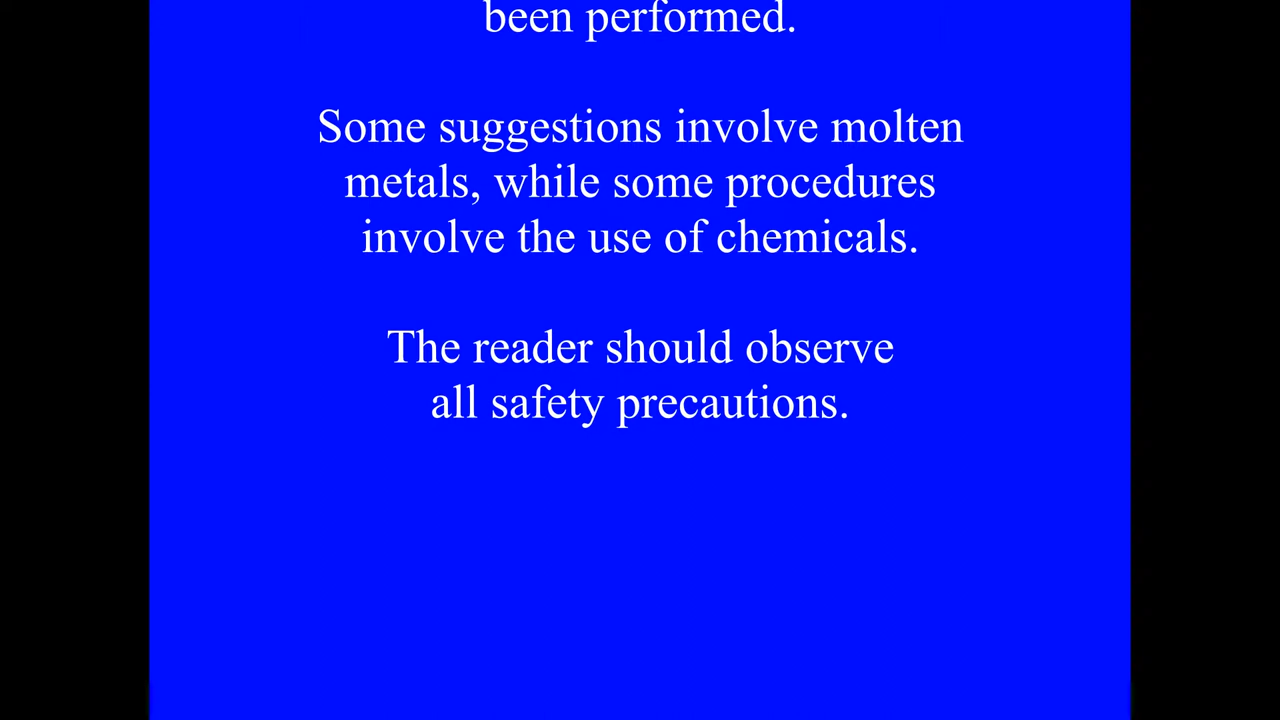 been performed.
Some suggestions involve molten
metals, while some procedures
involve the use of chemicals.
The reader should observe
all safety precautions.